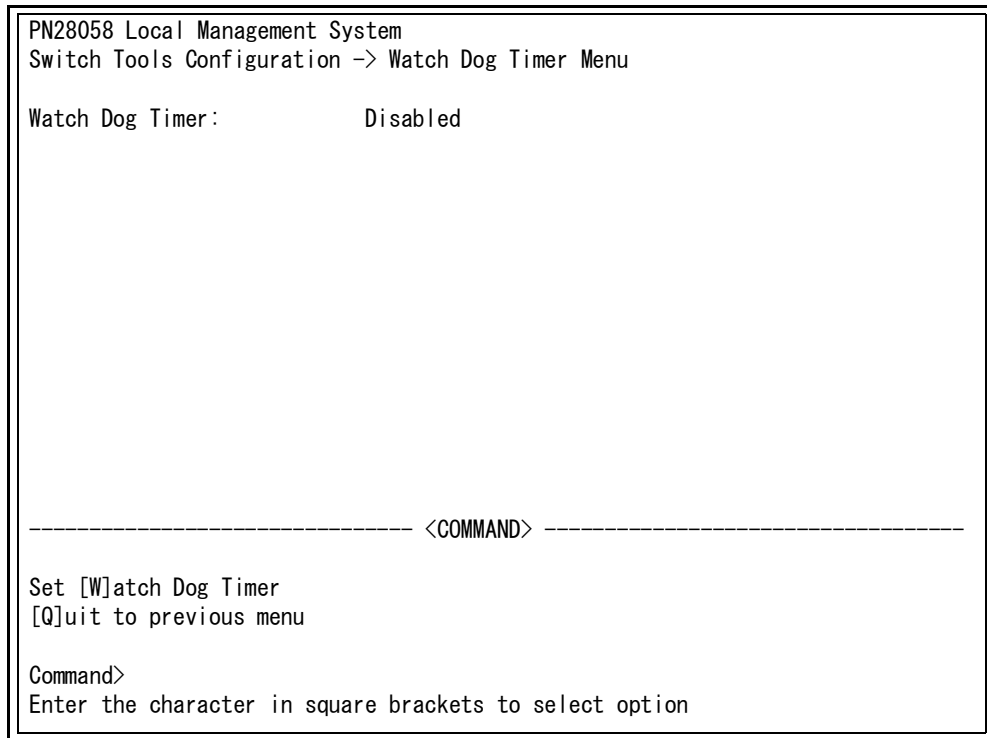 PN28058 Local Management System
Switch Tools Configuration -> Watch Dog Timer Menu
Watch Dog Timer: Disabled
-------------------------------- <COMMAND> -----------------------------------
Set [W]atch Dog Timer
[Q]uit to previous menu
Command>
Enter the character in square brackets to select option